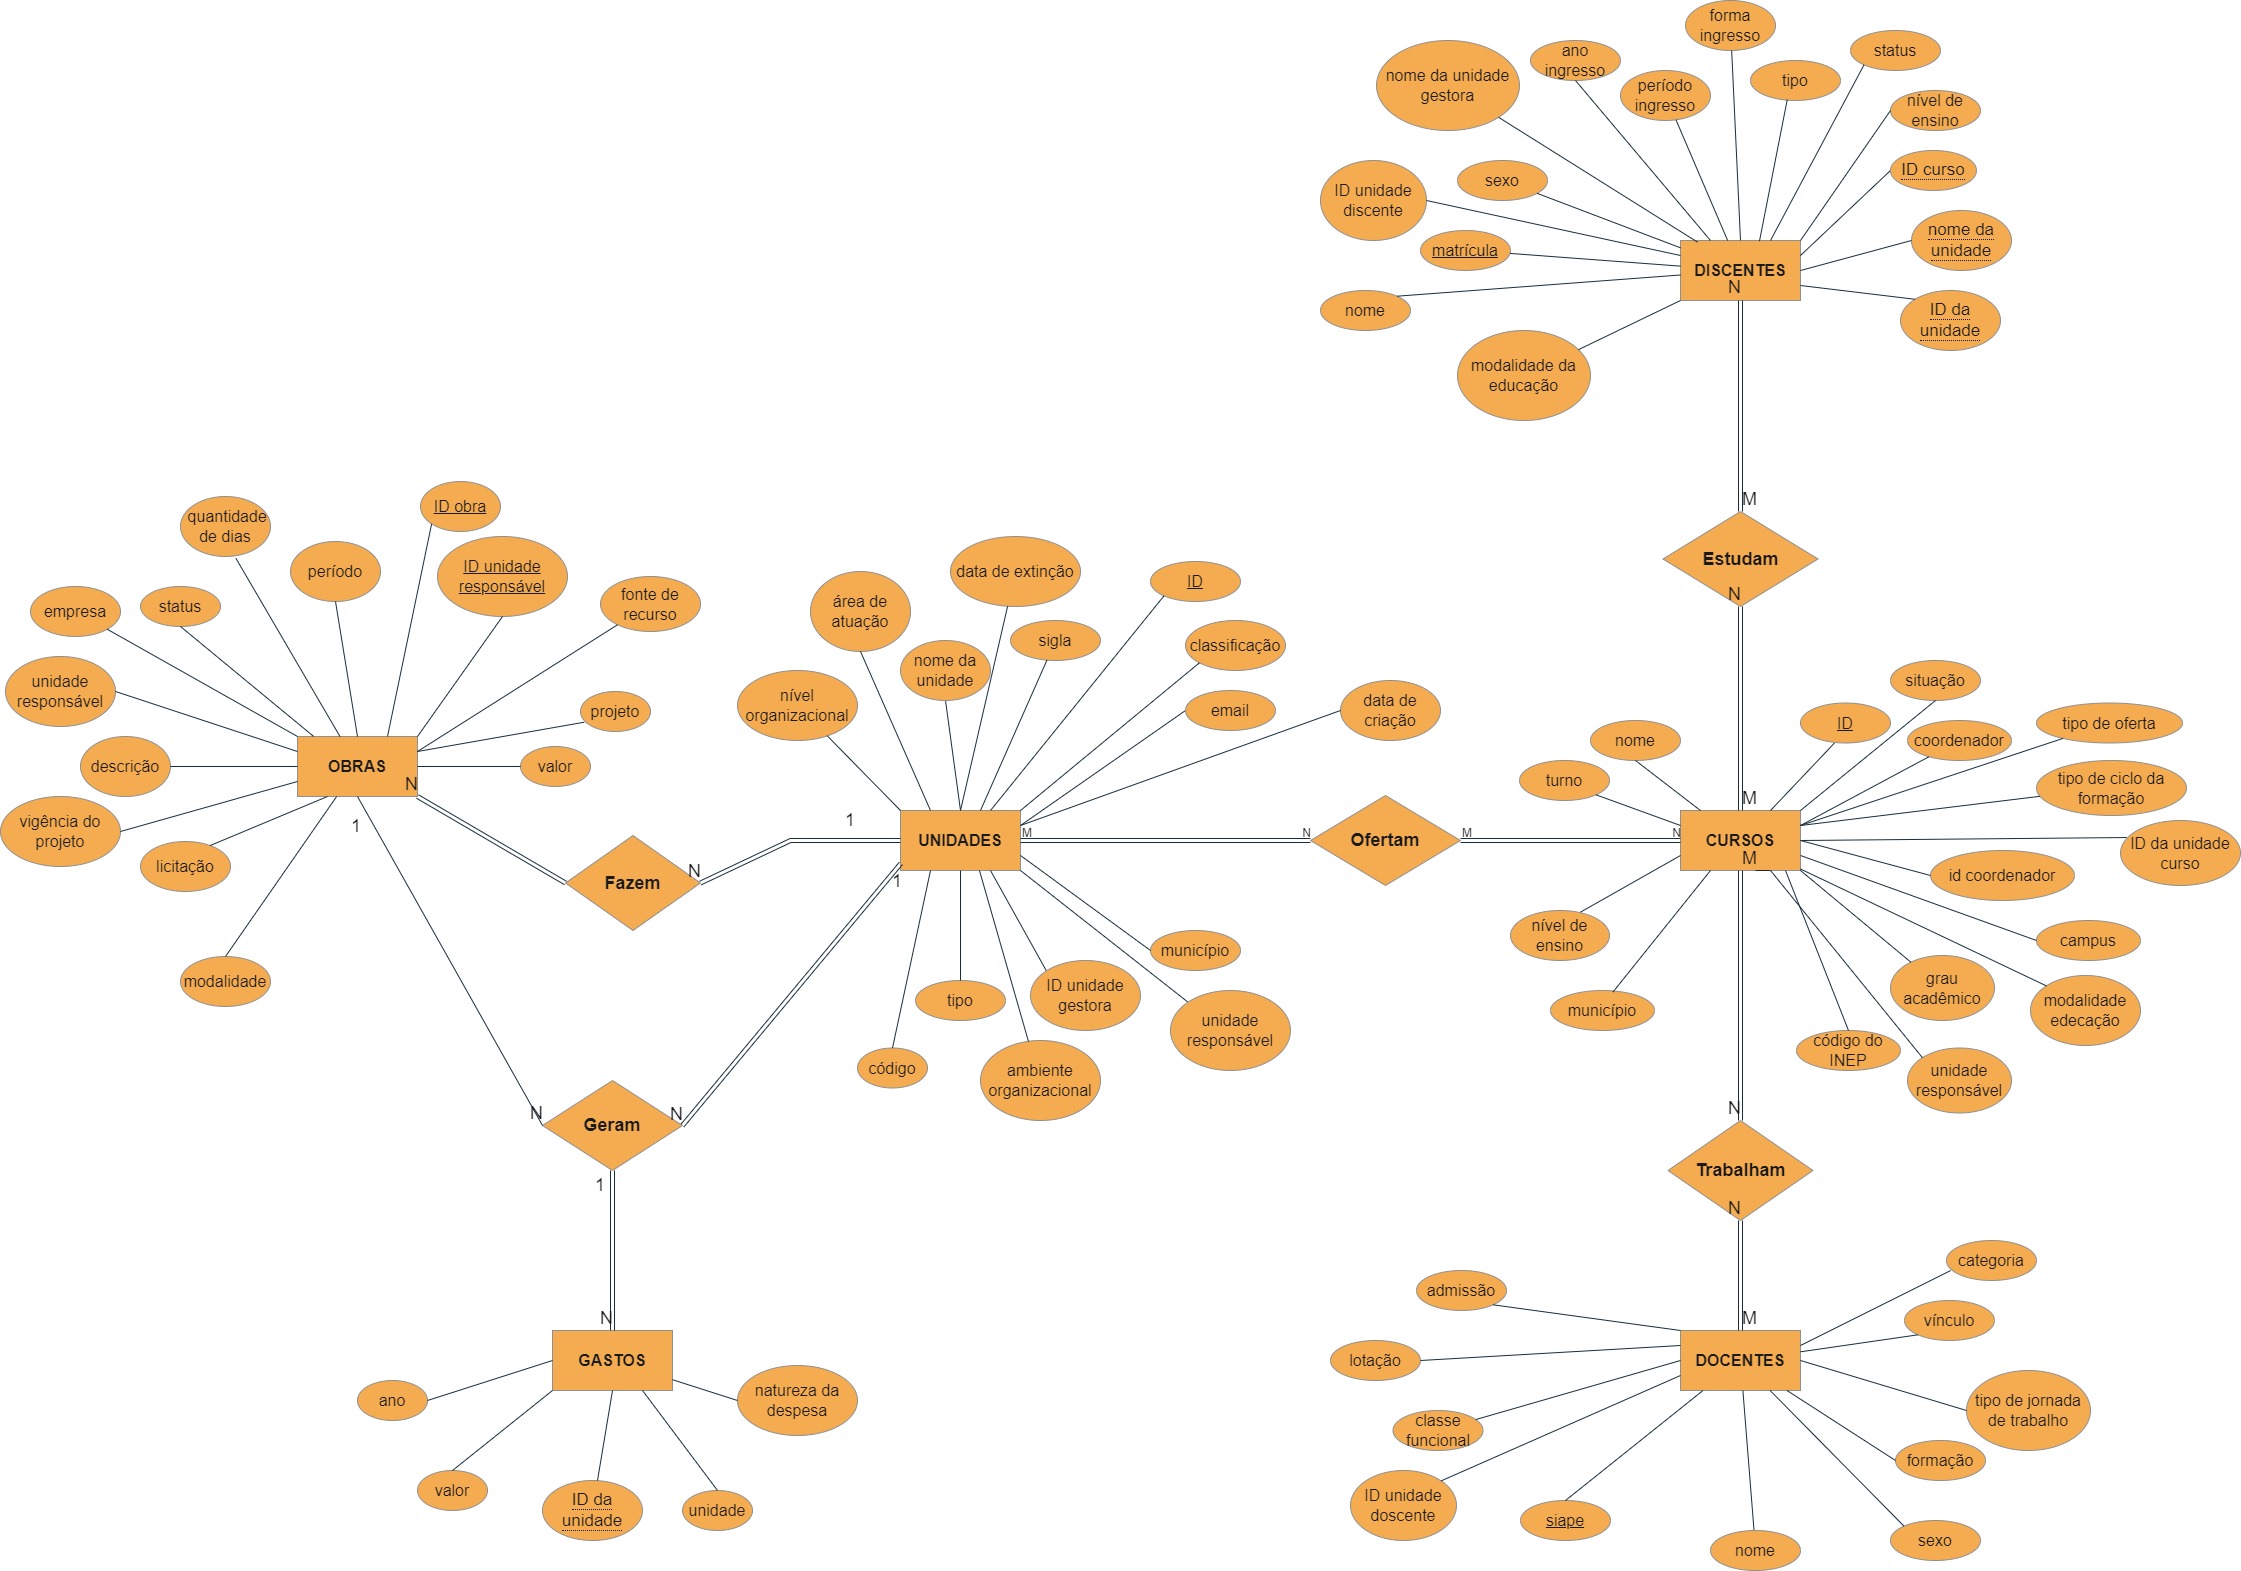 forma
ingresso
ano
ingresso
status
nome da unidade
gestora
período
ingresso
tipo
nível de
ensino
ID curso
sexo
ID unidade
discente
nome da
unidade
matrícula
DISCENTES
N
nome
ID da
unidade
modalidade da
educação
M
Estudam
N
quantidade
de dias
ID obra
período
ID unidade
responsável
empresa
status
fonte de
recurso
unidade
responsável
projeto
OBRAS
descrição
valor
N
vigência do
projeto
1
licitação
modalidade
Fazem
N
1
data de extinção
ID
área de
atuação
sigla
classificação
nome da
unidade
nível
organizacional
email
data de
criação
UNIDADES
M
N
Ofertam
M
N
1
município
tipo
ID unidade
gestora
unidade
responsável
código
ambiente
organizacional
situação
ID
tipo de oferta
nome
coordenador
turno
tipo de ciclo da
formação
M
CURSOS
M
ID da unidade
curso
id coordenador
nível de
ensino
campus
grau
acadêmico
município
modalidade
edecação
código do
INEP
unidade
responsável
N
Trabalham
N
N
Geram
N
1
N
GASTOS
ano
natureza da
despesa
valor
ID da
unidade
unidade
categoria
admissão
M
vínculo
lotação
DOCENTES
tipo de jornada
de trabalho
classe
funcional
formação
ID unidade
doscente
siape
nome
sexo